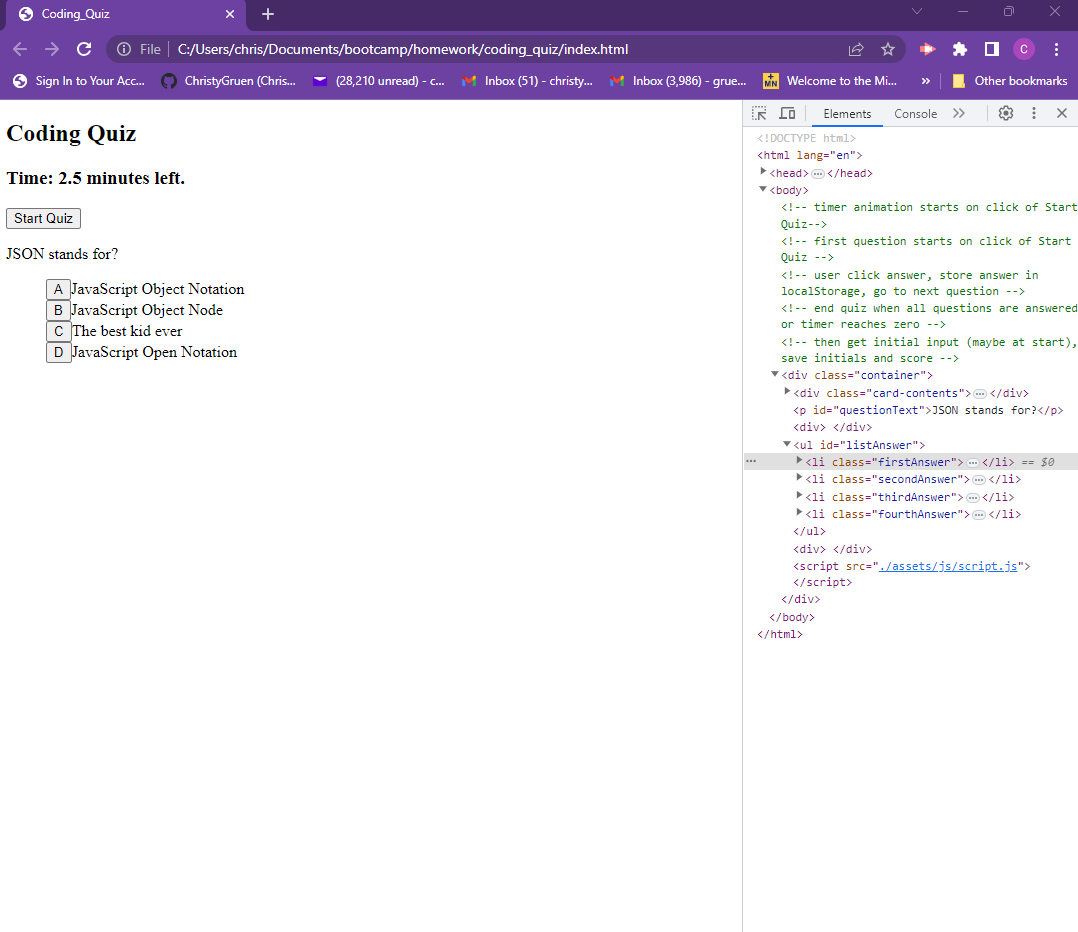 Coding_Quiz
File C:/Users/chris/Documents/bootcamp/homework/coding_quiz/index.html C
Sign In to Your Acc... ChristyGruen (Chris... (28,210 unread) - c... Inbox (51) - christy... Inbox (3,986) - grue... MN Welcome to the Mi... » Other bookmarks
Coding Quiz
Time: 2.5 minutes left.
Start Quiz
JSON stands for?
A JavaScript Object Notation
B JavaScript Object Node
C The best kid ever
D JavaScript Open Notation
Elements Console
<!DOCTYPE html>
<html lang="en">
<head>…</head>
<body>
<!-- timer animation starts on click of Start
Quiz-->
<!-- first question starts on click of Start
Quiz -->
<!-- user click answer, store answer in
localStorage, go to next question -->
<!-- end quiz when all questions are answered
or timer reaches zero -->
<!-- then get initial input (maybe at start),
save initials and score -->
<div class="container">
<div class="card-contents">…</div>
<p id="questionText">JSON stands for?</p>
<div> </div>
<ul id="listAnswer">
<li class="firstAnswer">…</li> == $0
<li class="secondAnswer">…</li>
<li class="thirdAnswer">…</li>
<li class="fourthAnswer">…</li>
</ul>
<div> </div>
<script src="./assets/js/script.js">
</script>
</div>
</body>
</html>